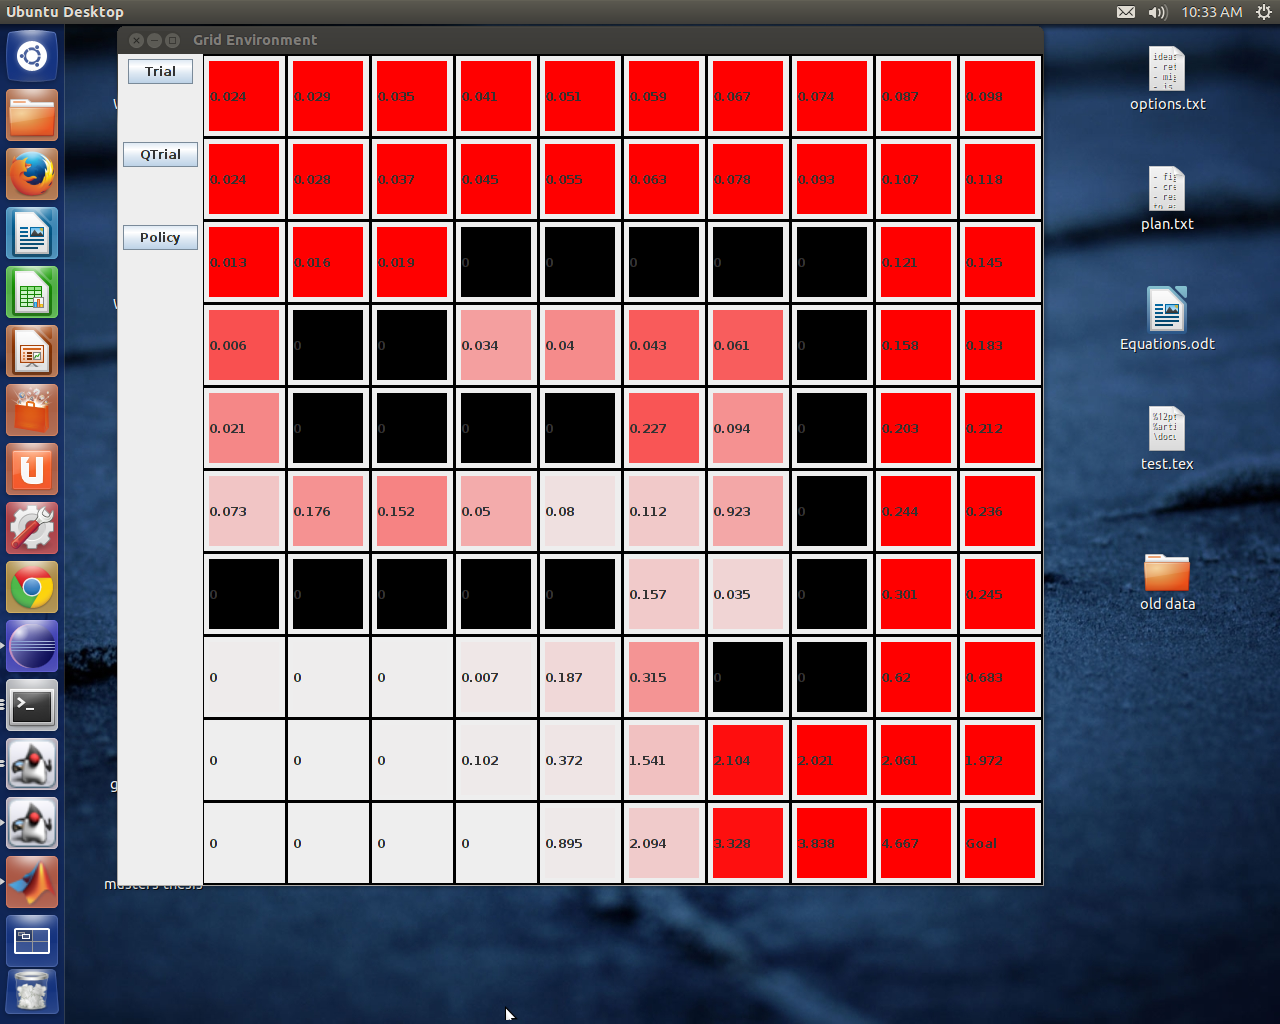 Ubuntu Desktop
10:33 AM
Grid Environment
Trial
QTrial
Policy
0.024 0.029 0.035 0.041 0.051 0.059 0.067 0.074 0.087 0.098
0.024 0.028 0.037 0.045 0.055 0.063 0.078 0.093 0.107 0.118
0.013 0.016 0.019 0 0 0 0 0 0.121 0.145
0.006 0 0 0.034 0.04 0.043 0.061 0 0.158 0.183
0.021 0 0 0 0 0.227 0.094 0 0.203 0.212
0.073 0.176 0.152 0.05 0.08 0.112 0.923 0 0.244 0.236
0 0 0 0 0 0.157 0.035 0 0.301 0.245
0 0 0 0.007 0.187 0.315 0 0 0.62 0.683
0 0 0 0.102 0.372 1.541 2.104 2.021 2.061 1.972
0 0 0 0 0.895 2.094 3.328 3.838 4.667 Goal
options.txt
plan.txt
Equations.odt
test.tex
old data